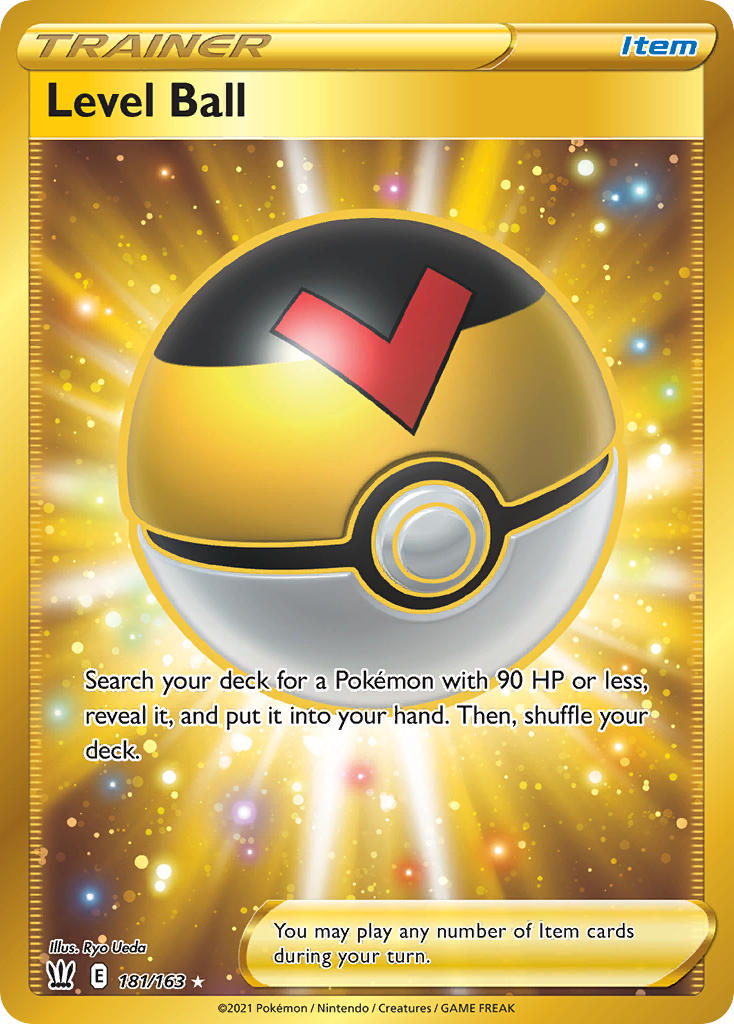 TRAINER
Item
Level Ball
Search your deck for a Pokémon with 90 HP or less,
reveal it, and put it into your hand. Then, shuffle your
deck.
You may play any number of Item cards
during your turn.
Illus. Ryo Ueda
E 181/163 ★
©2021 Pokémon / Nintendo / Creatures / GAME FREAK